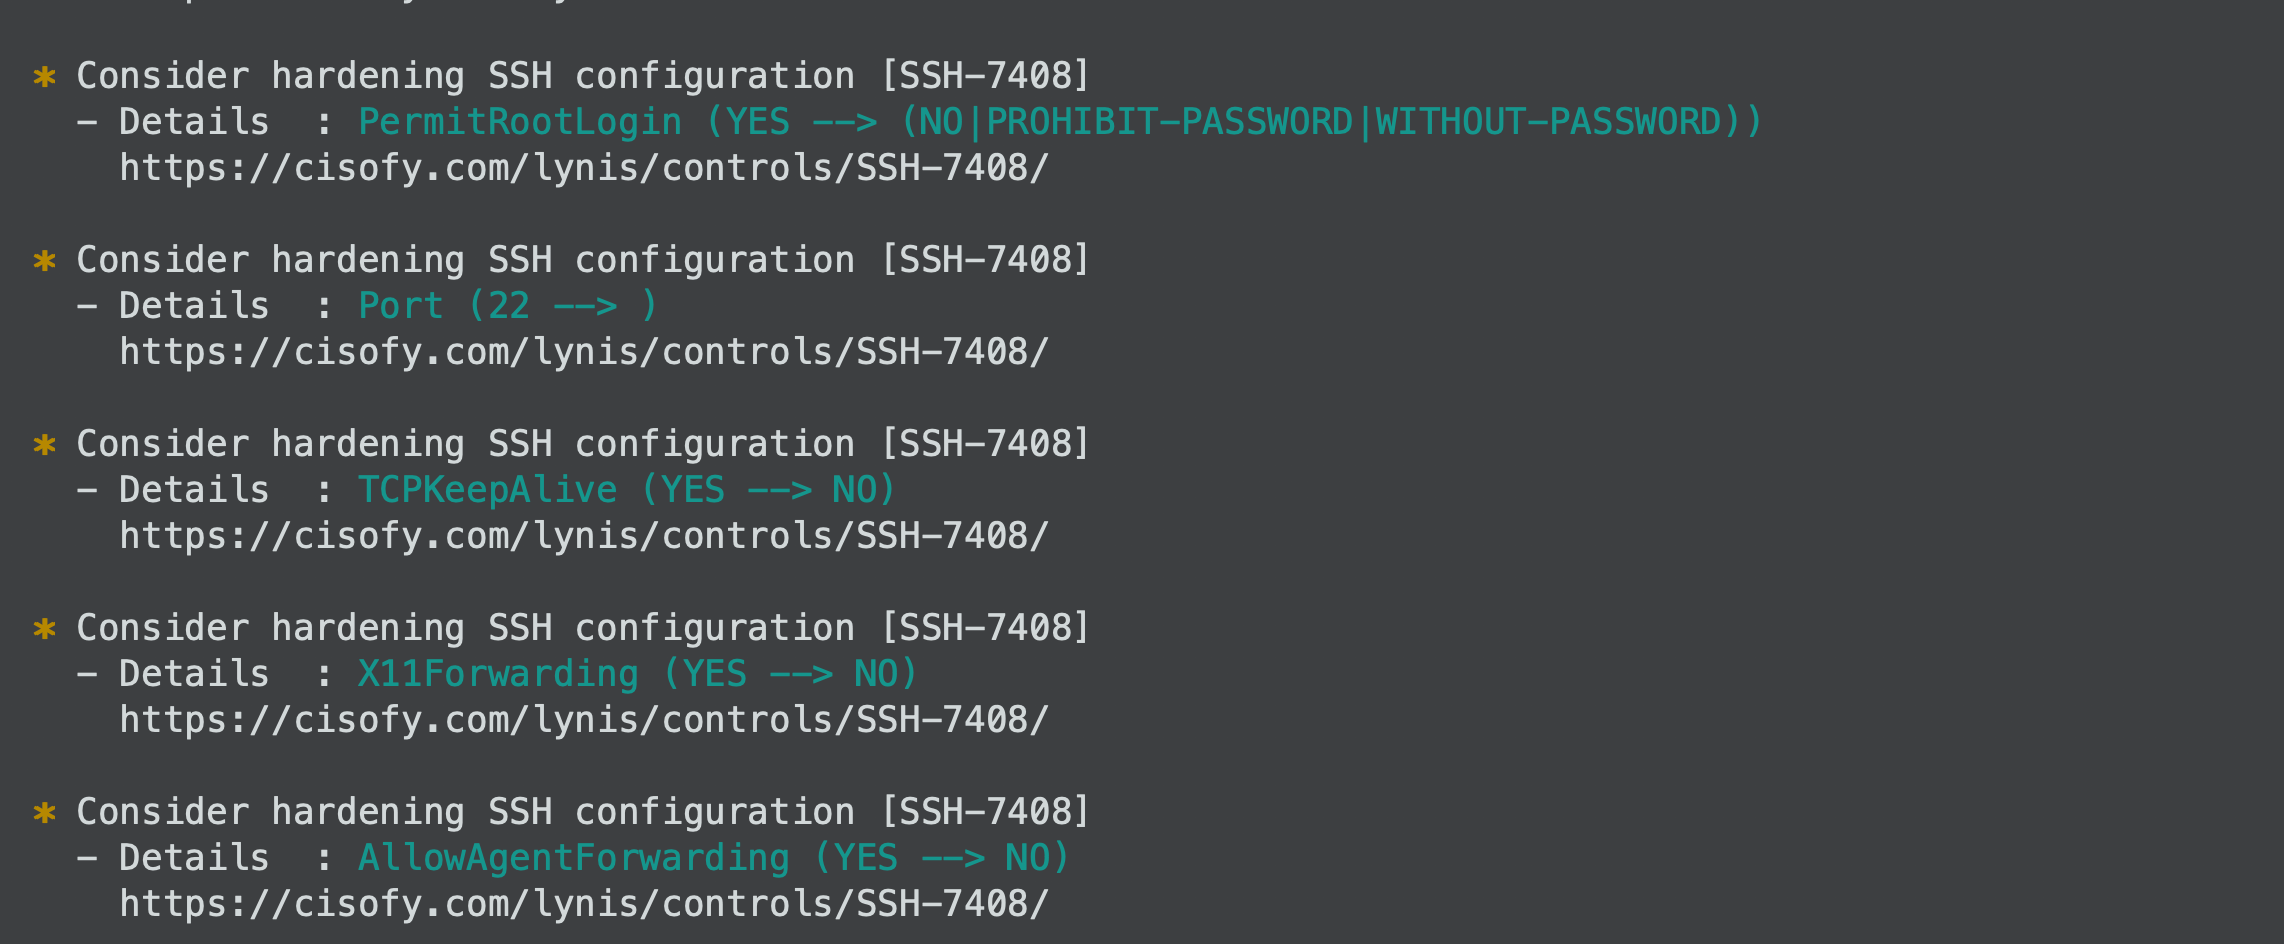 * Consider hardening SSH configuration [SSH-7408]
- Details  : PermitRootLogin (YES --> (NO|PROHIBIT-PASSWORD|WITHOUT-PASSWORD))
https://cisofy.com/lynis/controls/SSH-7408/
* Consider hardening SSH configuration [SSH-7408]
- Details  : Port (22 --> )
https://cisofy.com/lynis/controls/SSH-7408/
* Consider hardening SSH configuration [SSH-7408]
- Details  : TCPKeepAlive (YES --> NO)
https://cisofy.com/lynis/controls/SSH-7408/
* Consider hardening SSH configuration [SSH-7408]
- Details  : X11Forwarding (YES --> NO)
https://cisofy.com/lynis/controls/SSH-7408/
* Consider hardening SSH configuration [SSH-7408]
- Details  : AllowAgentForwarding (YES --> NO)
https://cisofy.com/lynis/controls/SSH-7408/